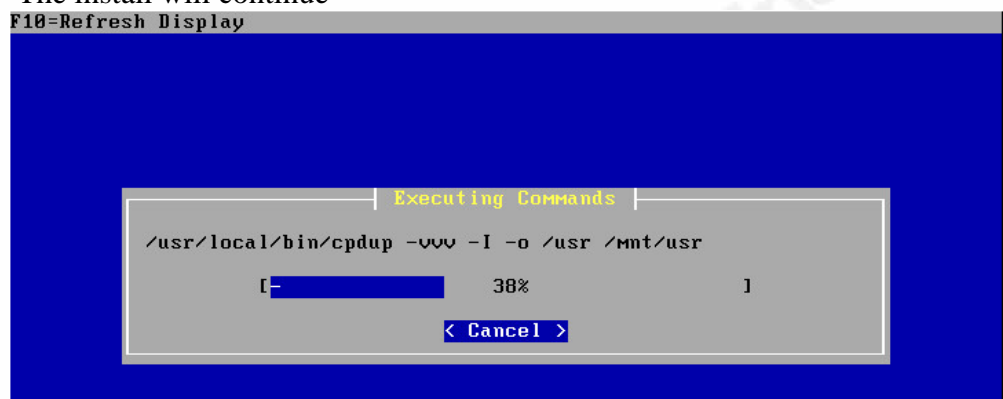 The install will continue
F10=Refresh Display
Executing Commands
/usr/local/bin/cpdup -vvv -I -o /usr /mnt/usr
[- 38% ]
< Cancel >